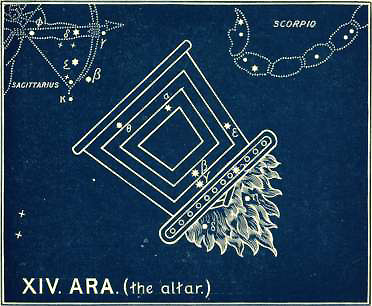 SCORPIO
SAGITTARIUS
XIV. ARA. (the altar.)
φ
δ
γ
ε
β
κ
α
θ
ε
β
γ
δ